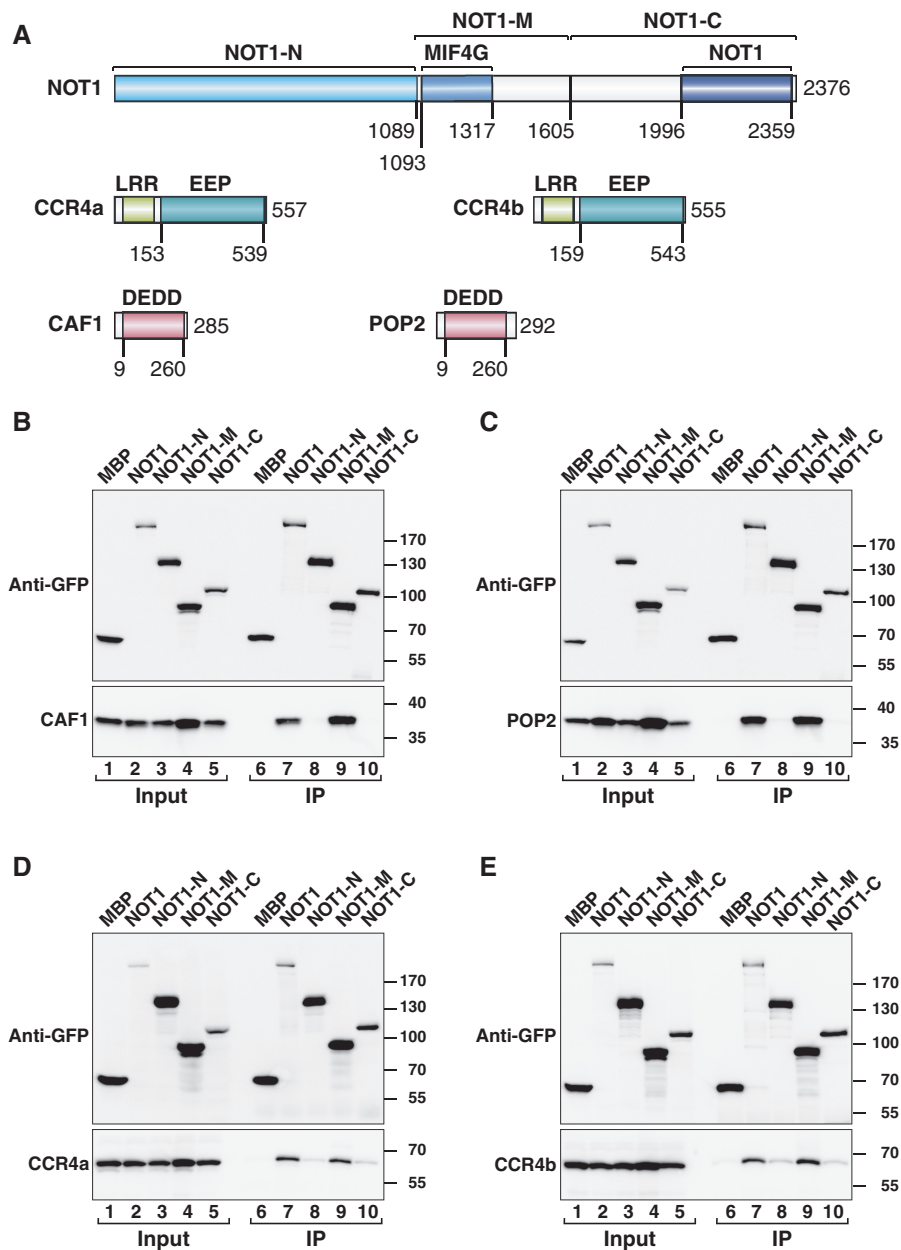 A
NOT1-M NOT1-C
NOT1-N MIF4G NOT1
NOT1 2376
1089 1317 1605 1996 2359
1093
LRR EEP LRR EEP
CCR4a 557 CCR4b 555
153 539 159 543
DEDD DEDD
CAF1 285 POP2 292
9 260 9 260
B
MBP NOT1 NOT1-N NOT1-M NOT1-C MBP NOT1 NOT1-N NOT1-M NOT1-C
Anti-GFP
170
130
100
70
55
CAF1
40
35
1 2 3 4 5 6 7 8 9 10
Input IP
C
MBP NOT1 NOT1-N NOT1-M NOT1-C MBP NOT1 NOT1-N NOT1-M NOT1-C
Anti-GFP
170
130
100
70
55
POP2
40
35
1 2 3 4 5 6 7 8 9 10
Input IP
D
MBP NOT1 NOT1-N NOT1-M NOT1-C MBP NOT1 NOT1-N NOT1-M NOT1-C
Anti-GFP
170
130
100
70
55
CCR4a
70
55
1 2 3 4 5 6 7 8 9 10
Input IP
E
MBP NOT1 NOT1-N NOT1-M NOT1-C MBP NOT1 NOT1-N NOT1-M NOT1-C
Anti-GFP
170
130
100
70
55
CCR4b
70
55
1 2 3 4 5 6 7 8 9 10
Input IP